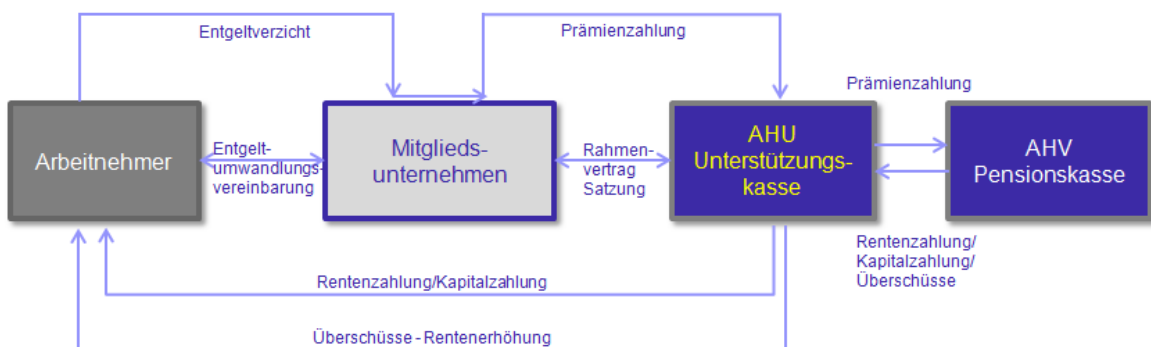 Entgeltverzicht
Prämienzahlung
Prämienzahlung
Arbeitnehmer
Entgelt-
umwandlungs-
vereinbarung
Mitglieds-
unternehmen
Rahmen-
vertrag
Satzung
AHU
Unterstützungs-
kasse
AHV
Pensionskasse
Rentenzahlung/
Kapitalzahlung/
Überschüsse
Rentenzahlung/Kapitalzahlung
Überschüsse - Rentenerhöhung